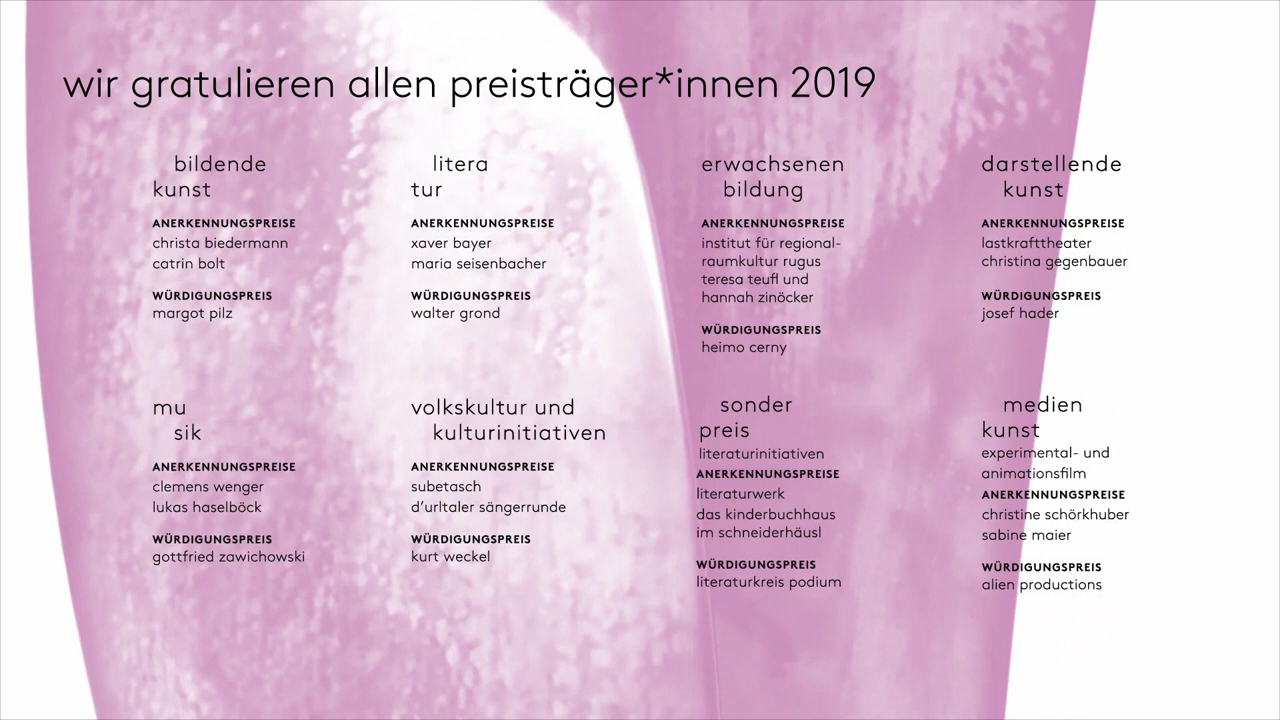 wir gratulieren allen preisträger*innen 2019
bildende
kunst
ANERKENNUNGSPREISE
christa biedermann
catrin bolt
WÜRDIGUNGSPREIS
margot pilz
litera
tur
ANERKENNUNGSPREISE
xaver bayer
maria seisenbacher
WÜRDIGUNGSPREIS
walter grond
erwachsenen
bildung
ANERKENNUNGSPREISE
institut für regional-
raumkultur rugus
teresa teufl und
hannah zinöcker
WÜRDIGUNGSPREIS
heimo cerny
darstellende
kunst
ANERKENNUNGSPREISE
lastkrafttheater
christina gegenbauer
WÜRDIGUNGSPREIS
josef hader
mu
sik
ANERKENNUNGSPREISE
clemens wenger
lukas haselböck
WÜRDIGUNGSPREIS
gottfried zawichowski
volkskultur und
kulturinitiativen
ANERKENNUNGSPREISE
subetasch
d’urltaler sängerrunde
WÜRDIGUNGSPREIS
kurt weckel
sonder
preis
literaturinitiativen
ANERKENNUNGSPREISE
literaturwerk
das kinderbuchhaus
im schneiderhäusl
WÜRDIGUNGSPREIS
literaturkreis podium
medien
kunst
experimental- und
animationsfilm
ANERKENNUNGSPREISE
christine schörkhuber
sabine maier
WÜRDIGUNGSPREIS
alien productions